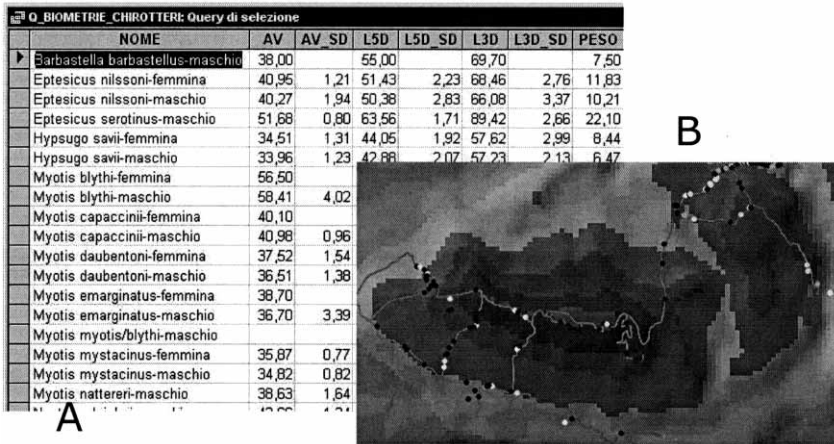 Q_BIOMETRIE_CHIROTTERI: Query di selezione
NOME AV AV_SD L5D L5D_SD L3D L3D_SD PESO
Barbastella barbastellus-maschio 38,00 55,00 69,70 7,50
Eptesicus nilssoni-femmina 40,95 1,21 51,43 2,23 68,46 2,76 11,83
Eptesicus nilssoni-maschio 40,27 1,94 50,38 2,83 66,08 3,37 10,21
Eptesicus serotinus-maschio 51,68 0,80 63,56 1,71 89,42 2,66 22,10
Hypsugo savii-femmina 34,51 1,31 44,05 1,92 57,62 2,99 8,44
Hypsugo savii-maschio 33,96 1,23 42,88 2,07 57,23 2,13 6,47
Myotis blythi-femmina 56,50
Myotis blythi-maschio 58,41 4,02
Myotis capaccinii-femmina 40,10
Myotis capaccinii-maschio 40,98 0,96
Myotis daubentoni-femmina 37,52 1,54
Myotis daubentoni-maschio 36,51 1,38
Myotis emarginatus-femmina 38,70
Myotis emarginatus-maschio 36,70 3,39
Myotis myotis/blythi-maschio
Myotis mystacinus-femmina 35,87 0,77
Myotis mystacinus-maschio 34,82 0,82
Myotis nattereri-maschio 38,63 1,64
A
B